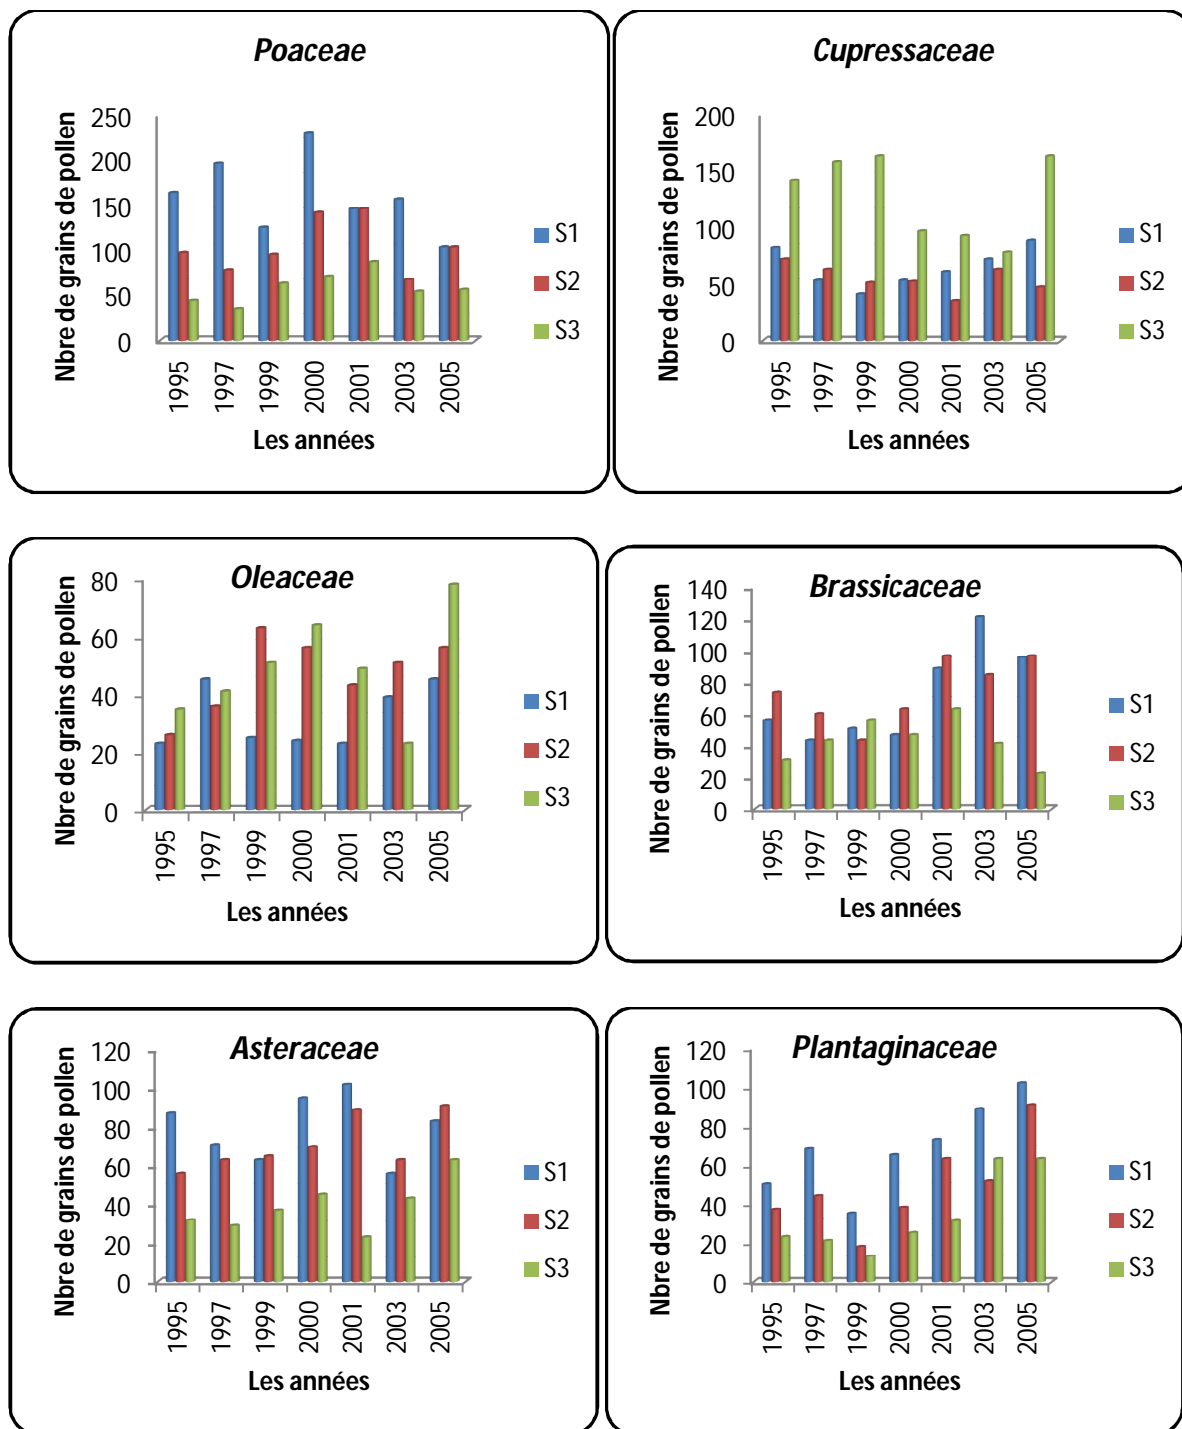 Poaceae
Nbre de grains de pollen
250
200
150
100
50
0
1995
1997
1999
2000
2001
2003
2005
Les années
S1
S2
S3
Cupressaceae
Nbre de grains de pollen
200
150
100
50
0
1995
1997
1999
2000
2001
2003
2005
Les années
S1
S2
S3
Oleaceae
Nbre de grains de pollen
80
60
40
20
0
1995
1997
1999
2000
2001
2003
2005
Les années
S1
S2
S3
Brassicaceae
Nbre de grains de pollen
140
120
100
80
60
40
20
0
1995
1997
1999
2000
2001
2003
2005
Les années
S1
S2
S3
Asteraceae
Nbre de grains de pollen
120
100
80
60
40
20
0
1995
1997
1999
2000
2001
2003
2005
Les années
S1
S2
S3
Plantaginaceae
Nbre de grains de pollen
120
100
80
60
40
20
0
1995
1997
1999
2000
2001
2003
2005
Les années
S1
S2
S3